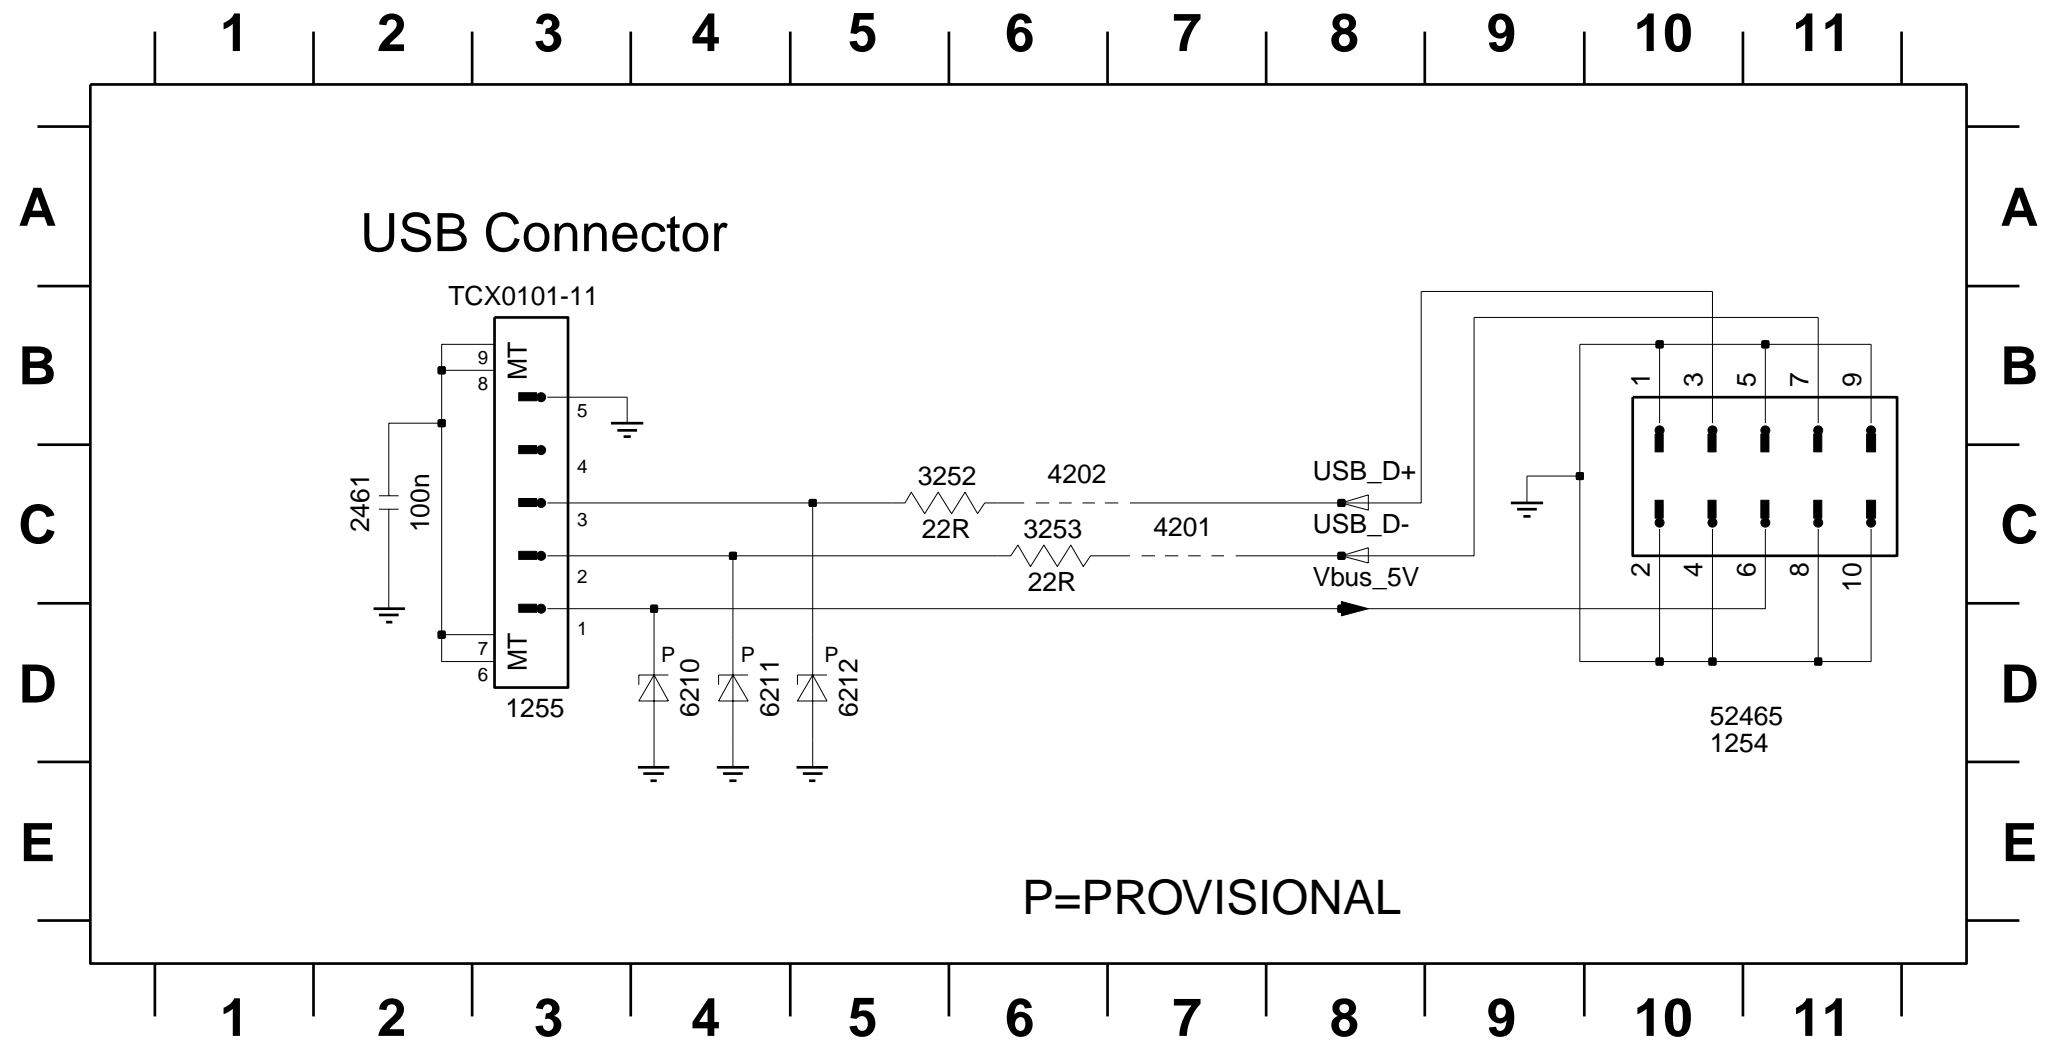 1 2 3 4 5 6 7 8 9 10 11
A A
USB Connector
TCX0101-11
B B
9
8
MT
5
4
3
2
1
7
6
MT
1255
2461
100n
C C
3252
22R
4202
3253
22R
4201
USB_D+
USB_D-
Vbus_5V
1 3 5 7 9
2 4 6 8 10
D D
P
6210
P
6211
P
6212
52465
1254
E E
P=PROVISIONAL
1 2 3 4 5 6 7 8 9 10 11